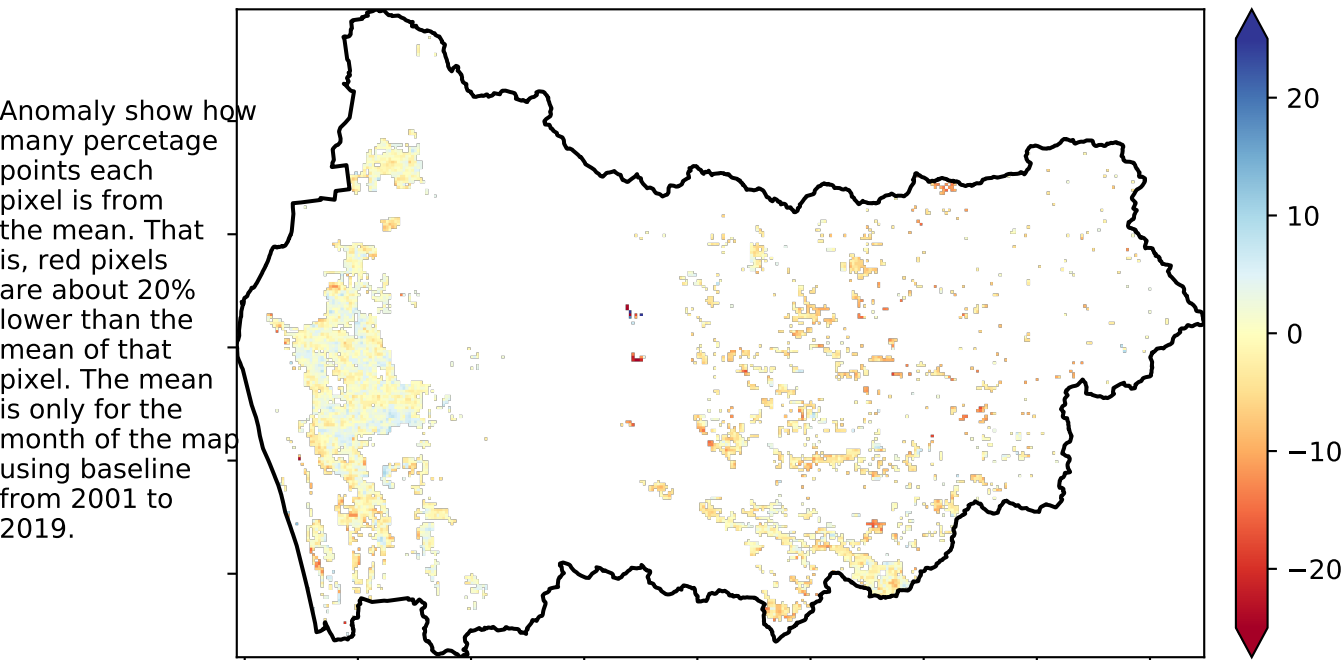 Anomaly show how
many percetage
points each
pixel is from
the mean. That
is, red pixels
are about 20%
lower than the
mean of that
pixel. The mean
is only for the
month of the map
using baseline
from 2001 to
2019.
20
10
0
−10
−20